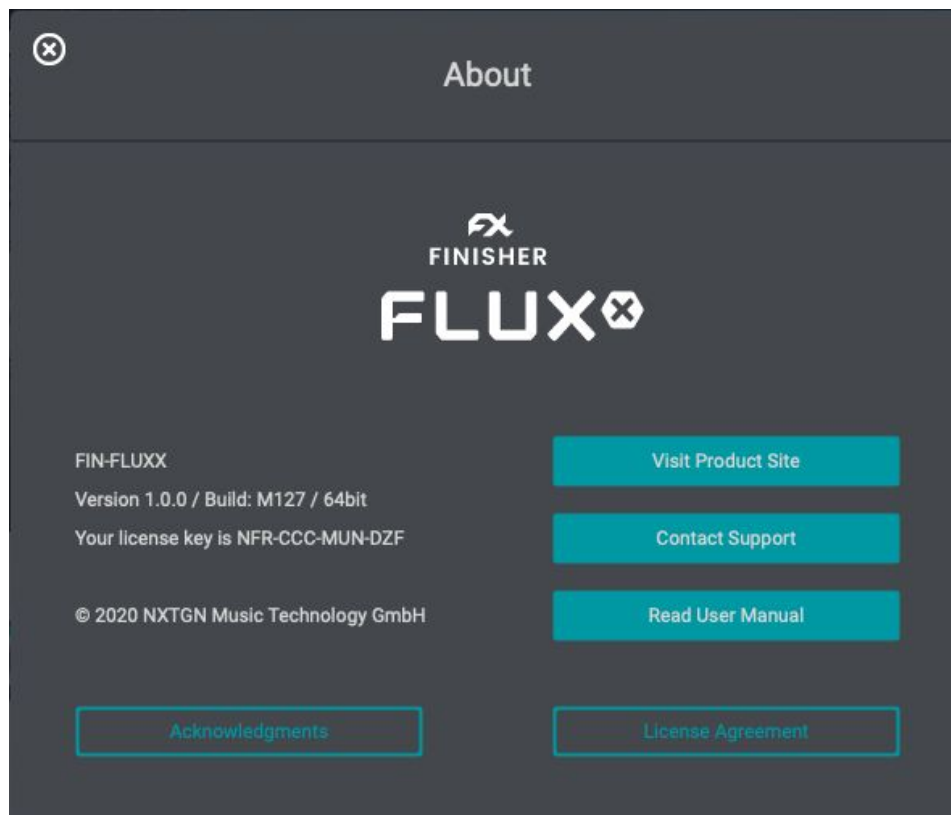 About
FX
FINISHER
FLUXX
FIN-FLUXX
Version 1.0.0 / Build: M127 / 64bit
Your license key is NFR-CCC-MUN-DZF
© 2020 NXTGN Music Technology GmbH
Visit Product Site
Contact Support
Read User Manual
Acknowledgments
License Agreement